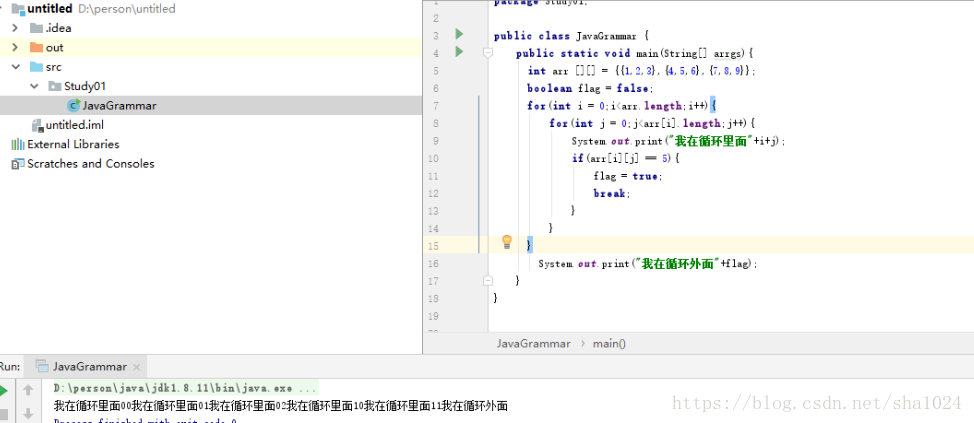 untitled D:\person\untitled
.idea
out
src
Study01
JavaGrammar
untitled.iml
External Libraries
Scratches and Consoles
1 package Study01;
2
3 public class JavaGrammar {
4 public static void main(String[] arrgs){
5 int arr [][] = {{1,2,3},{4,5,6},{7,8,9}};
6 boolean flag = false;
7 for(int i = 0;i<arr.length;i++){
8 for(int j = 0;j<arr[i].length;j++){
9 System.out.print("我在循环里面"+i+j);
10 if(arr[i][j] == 5){
11 flag = true;
12 break;
13 }
14 }
15 }
16 System.out.print("我在循环外面"+flag);
17 }
18 }
19
JavaGrammar > main()
Run: JavaGrammar ×
D:\person\java\jdk1.8.11\bin\java.exe ...
我在循环里面00我在循环里面01我在循环里面02我在循环里面10我在循环里面11我在循环外面
Process finished with exit code 0
https://blog.csdn.net/sha1024